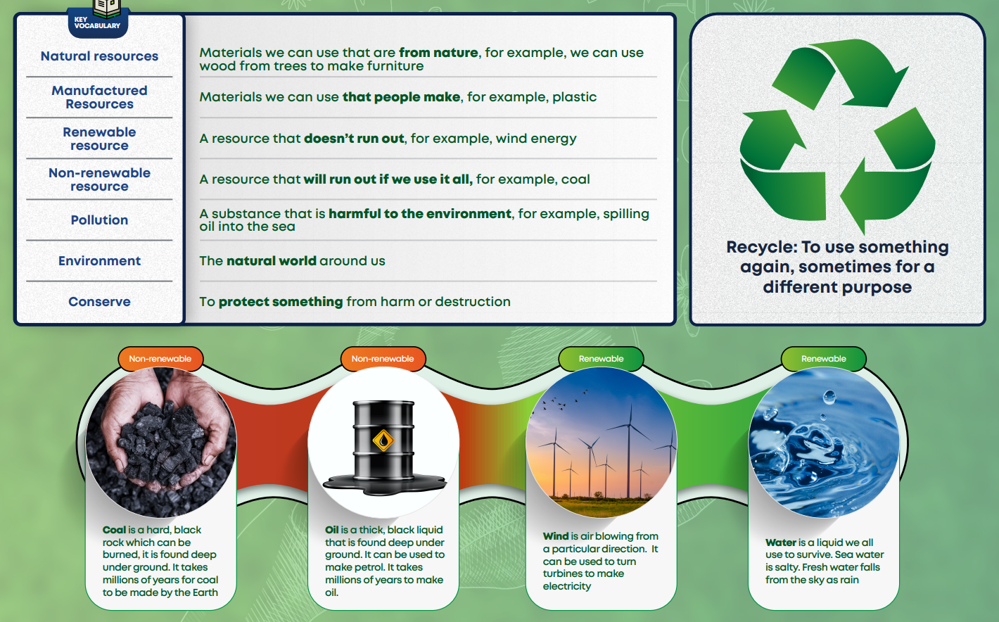 KEY
VOCABULARY
Natural resources
Materials we can use that are from nature, for example, we can use
wood from trees to make furniture
Manufactured
Resources
Materials we can use that people make, for example, plastic
Renewable
resource
A resource that doesn’t run out, for example, wind energy
Non-renewable
resource
A resource that will run out if we use it all, for example, coal
Pollution
A substance that is harmful to the environment, for example, spilling
oil into the sea
Environment
The natural world around us
Conserve
To protect something from harm or destruction
Recycle: To use something
again, sometimes for a
different purpose
Non-renewable
Coal is a hard, black
rock which can be
burned, it is found deep
under ground. It takes
millions of years for coal
to be made by the Earth
Non-renewable
Oil is a thick, black liquid
that is found deep under
ground. It can be used to
make petrol. It takes
millions of years to make
oil.
Renewable
Wind is air blowing from
a particular direction. It
can be used to turn
turbines to make
electricity
Renewable
Water is a liquid we all
use to survive. Sea water
is salty. Fresh water falls
from the sky as rain